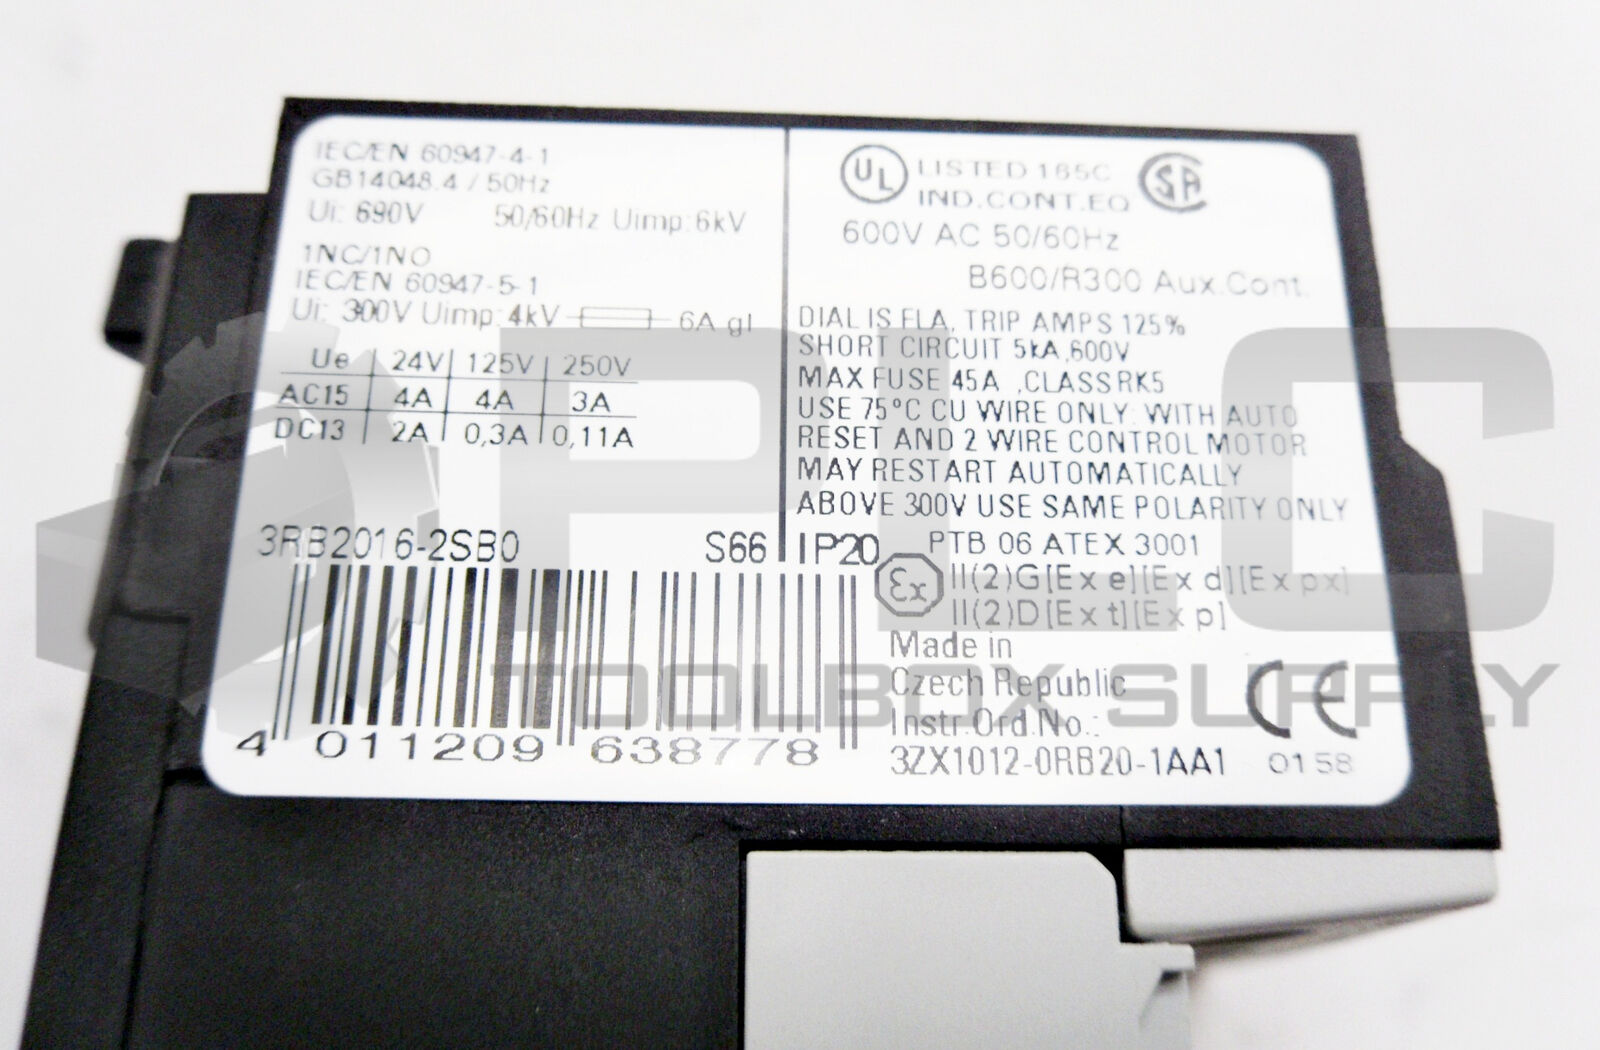 IEC/EN 60947-4-1
GB14048.4 / 50Hz
Ui: 690V 50/60Hz Uimp: 6kV
1NC/1NO
IEC/EN 60947-5-1
Ui: 300V Uimp: 4kV 6A gl
Ue 24V 125V 250V
AC15 4A 4A 3A
DC13 2A 0,3A 0,11A
3RB2016-2SB0 S66
4 011209 638778
UL LISTED 165C SA
IND.CONT.EQ
600V AC 50/60Hz
B600/R300 Aux.Cont.
DIAL IS FLA, TRIP AMPS 125%
SHORT CIRCUIT 5kA,600V
MAX FUSE 45A ,CLASS RK5
USE 75°C CU WIRE ONLY. WITH AUTO
RESET AND 2 WIRE CONTROL MOTOR
MAY RESTART AUTOMATICALLY
ABOVE 300V USE SAME POLARITY ONLY
IP20 PTB 06 ATEX 3001
Ex II(2)G[Ex e][Ex d][Ex px]
II(2)D[Ex t][Ex p]
Made in
Czech Republic
Instr.Ord.No.:
3ZX1012-0RB20-1AA1
CE
0158
PLC
TOOLBOX SUPPLY